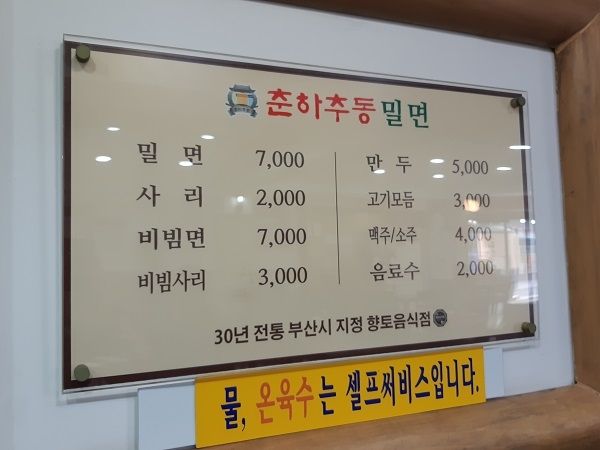 춘하추동밀면
밀 면 7,000
사 리 2,000
비빔면 7,000
비빔사리 3,000
만 두 5,000
고기모듬 3,000
맥주/소주 4,000
음료수 2,000
30년 전통 부산시 지정 향토음식점
물, 온육수는 셀프써비스입니다.